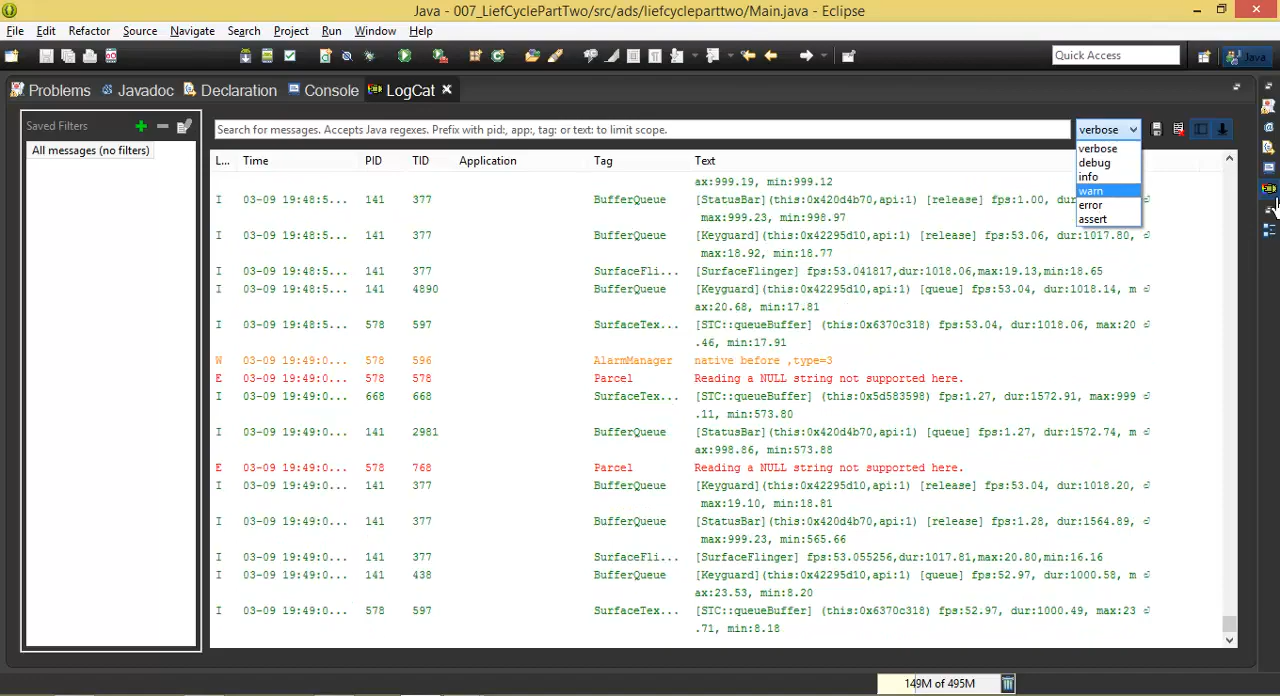 Java - 007_LiefCyclePartTwo/src/ads/liefcycleparttwo/Main.java - Eclipse
File Edit Refactor Source Navigate Search Project Run Window Help
Quick Access
Java
Problems Javadoc Declaration Console LogCat
Saved Filters
All messages (no filters)
Search for messages. Accepts Java regexes. Prefix with pid:, app:, tag: or text: to limit scope.
verbose
verbose
debug
info
warn
error
assert
L... Time PID TID Application Tag Text
ax:999.19, min:999.12
I 03-09 19:48:5... 141 377 BufferQueue [StatusBar](this:0x420d4b70,api:1) [release] fps:1.00, dur:
max:999.23, min:998.97
I 03-09 19:48:5... 141 377 BufferQueue [Keyguard](this:0x42295d10,api:1) [release] fps:53.06, dur:1017.80,
max:18.92, min:18.77
I 03-09 19:48:5... 141 377 SurfaceFli... [SurfaceFlinger] fps:53.041817,dur:1018.06,max:19.13,min:18.65
I 03-09 19:48:5... 141 4890 BufferQueue [Keyguard](this:0x42295d10,api:1) [queue] fps:53.04, dur:1018.14, m
ax:20.68, min:17.81
I 03-09 19:48:5... 578 597 SurfaceTex... [STC::queueBuffer] (this:0x6370c318) fps:53.04, dur:1018.06, max:20
.46, min:17.91
W 03-09 19:49:0... 578 596 AlarmManager native before ,type=3
E 03-09 19:49:0... 578 578 Parcel Reading a NULL string not supported here.
I 03-09 19:49:0... 668 668 SurfaceTex... [STC::queueBuffer] (this:0x5d583598) fps:1.27, dur:1572.91, max:999
.11, min:573.80
I 03-09 19:49:0... 141 2981 BufferQueue [StatusBar](this:0x420d4b70,api:1) [queue] fps:1.27, dur:1572.74, m
ax:998.86, min:573.88
E 03-09 19:49:0... 578 768 Parcel Reading a NULL string not supported here.
I 03-09 19:49:0... 141 377 BufferQueue [Keyguard](this:0x42295d10,api:1) [release] fps:53.04, dur:1018.20,
max:19.10, min:18.81
I 03-09 19:49:0... 141 377 BufferQueue [StatusBar](this:0x420d4b70,api:1) [release] fps:1.28, dur:1564.89,
max:999.23, min:565.66
I 03-09 19:49:0... 141 377 SurfaceFli... [SurfaceFlinger] fps:53.055256,dur:1017.81,max:20.80,min:16.16
I 03-09 19:49:0... 141 438 BufferQueue [Keyguard](this:0x42295d10,api:1) [queue] fps:52.97, dur:1000.58, m
ax:23.53, min:8.20
I 03-09 19:49:0... 578 597 SurfaceTex... [STC::queueBuffer] (this:0x6370c318) fps:52.97, dur:1000.49, max:23
.71, min:8.18
149M of 495M